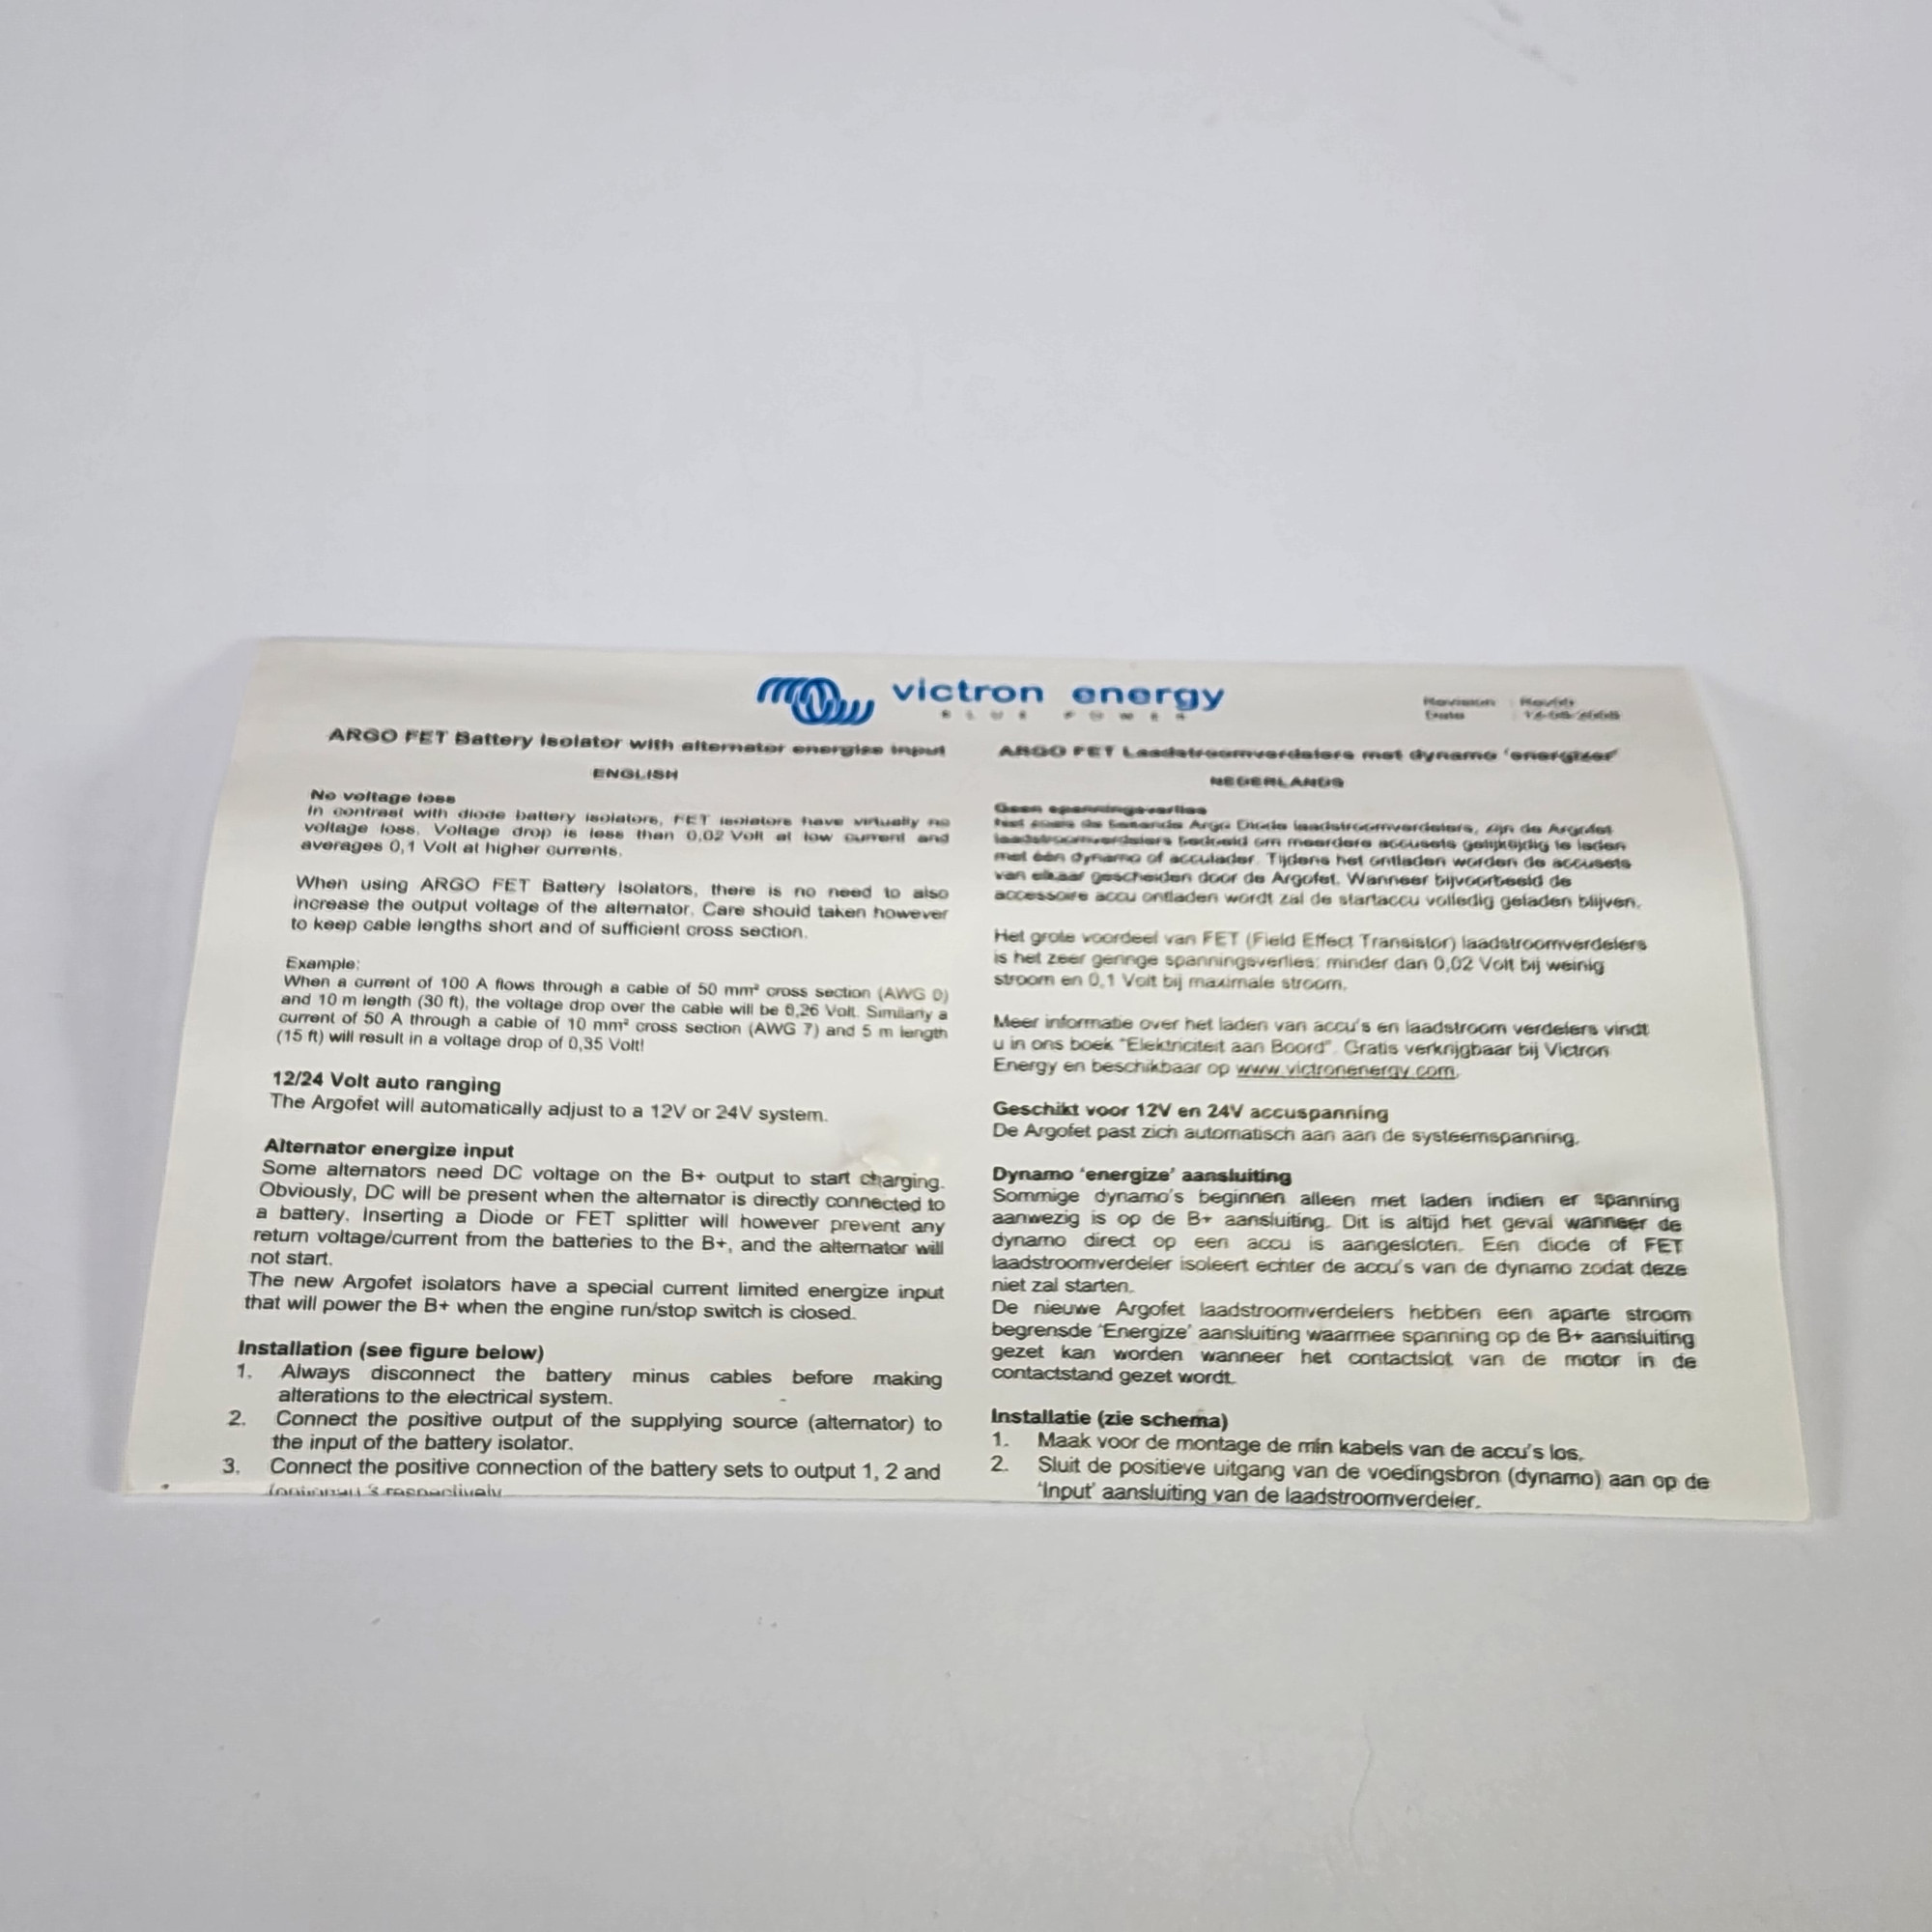 victron energy
BLUE POWER
ARGO FET Battery Isolator with alternator energize input
ENGLISH
No voltage loss
In contrast with diode battery isolators, FET isolators have virtually no
voltage loss. Voltage drop is less than 0,02 Volt at low current and
averages 0,1 Volt at higher currents.
When using ARGO FET Battery Isolators, there is no need to also
increase the output voltage of the alternator. Care should taken however
to keep cable lengths short and of sufficient cross section.
Example:
When a current of 100 A flows through a cable of 50 mm² cross section (AWG 0)
and 10 m length (30 ft), the voltage drop over the cable will be 0,26 Volt. Similarly a
current of 50 A through a cable of 10 mm² cross section (AWG 7) and 5 m length
(15 ft) will result in a voltage drop of 0,35 Volt!
12/24 Volt auto ranging
The Argofet will automatically adjust to a 12V or 24V system.
Alternator energize input
Some alternators need DC voltage on the B+ output to start charging.
Obviously, DC will be present when the alternator is directly connected to
a battery. Inserting a Diode or FET splitter will however prevent any
return voltage/current from the batteries to the B+, and the alternator will
not start.
The new Argofet isolators have a special current limited energize input
that will power the B+ when the engine run/stop switch is closed.
Installation (see figure below)
1. Always disconnect the battery minus cables before making
alterations to the electrical system.
2. Connect the positive output of the supplying source (alternator) to
the input of the battery isolator.
3. Connect the positive connection of the battery sets to output 1, 2 and
respectively
Revision :
Date :
ARGO FET Laadstroomverdelers met dynamo 'energizer'
NEDERLANDS
Geen spanningsverlies
Argo Diode laadstroomverdelers, zijn de Argofet
laadstroomverdelers bedoeld om meerdere accusets gelijktijdig te laden
met één dynamo of acculader. Tijdens het ontladen worden de accusets
van elkaar gescheiden door de Argofet. Wanneer bijvoorbeeld de
accessoire accu ontladen wordt zal de startaccu volledig geladen blijven.
Het grote voordeel van FET (Field Effect Transistor) laadstroomverdelers
is het zeer geringe spanningsverlies: minder dan 0,02 Volt bij weinig
stroom en 0,1 Volt bij maximale stroom.
Meer informatie over het laden van accu's en laadstroom verdelers vindt
u in ons boek "Elektriciteit aan Boord". Gratis verkrijgbaar bij Victron
Energy en beschikbaar op www.victronenergy.com.
Geschikt voor 12V en 24V accuspanning
De Argofet past zich automatisch aan aan de systeemspanning.
Dynamo 'energize' aansluiting
Sommige dynamo's beginnen alleen met laden indien er spanning
aanwezig is op de B+ aansluiting. Dit is altijd het geval wanneer de
dynamo direct op een accu is aangesloten. Een diode of FET
laadstroomverdeler isoleert echter de accu's van de dynamo zodat deze
niet zal starten.
De nieuwe Argofet laadstroomverdelers hebben een aparte stroom
begrensde 'Energize' aansluiting waarmee spanning op de B+ aansluiting
gezet kan worden wanneer het contactslot van de motor in de
contactstand gezet wordt.
Installatie (zie schema)
1. Maak voor de montage de min kabels van de accu's los.
2. Sluit de positieve uitgang van de voedingsbron (dynamo) aan op de
'Input' aansluiting van de laadstroomverdeler.